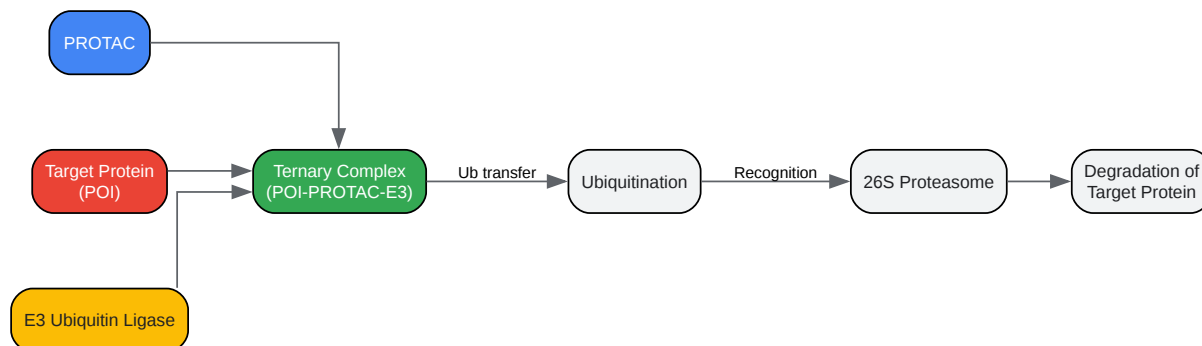 PROTAC
Target Protein
(POI)
Ternary Complex
(POI-PROTAC-E3)
Ub transfer
Ubiquitination
Recognition
26S Proteasome
Degradation of
Target Protein
E3 Ubiquitin Ligase